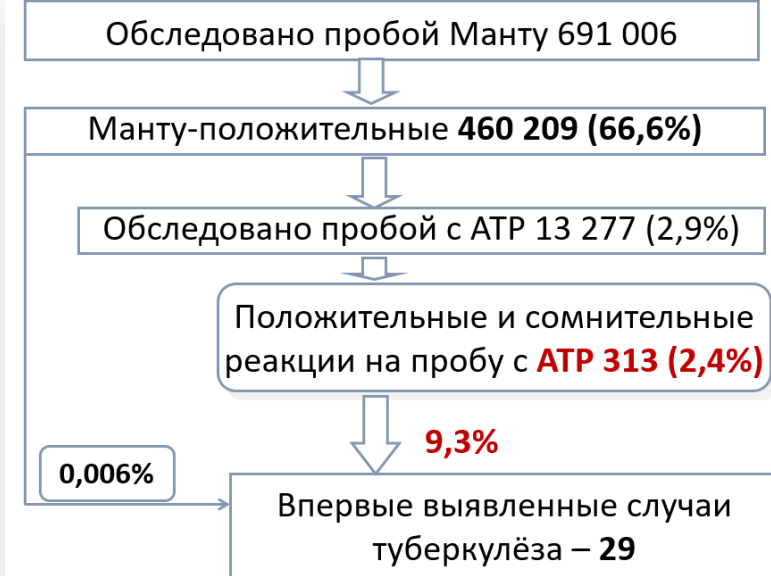 Обследовано пробой Манту 691 006
Манту-положительные 460 209 (66,6%)
Обследовано пробой с АТР 13 277 (2,9%)
Положительные и сомнительные
реакции на пробу с АТР 313 (2,4%)
9,3%
0,006%
Впервые выявленные случаи
туберкулёза – 29